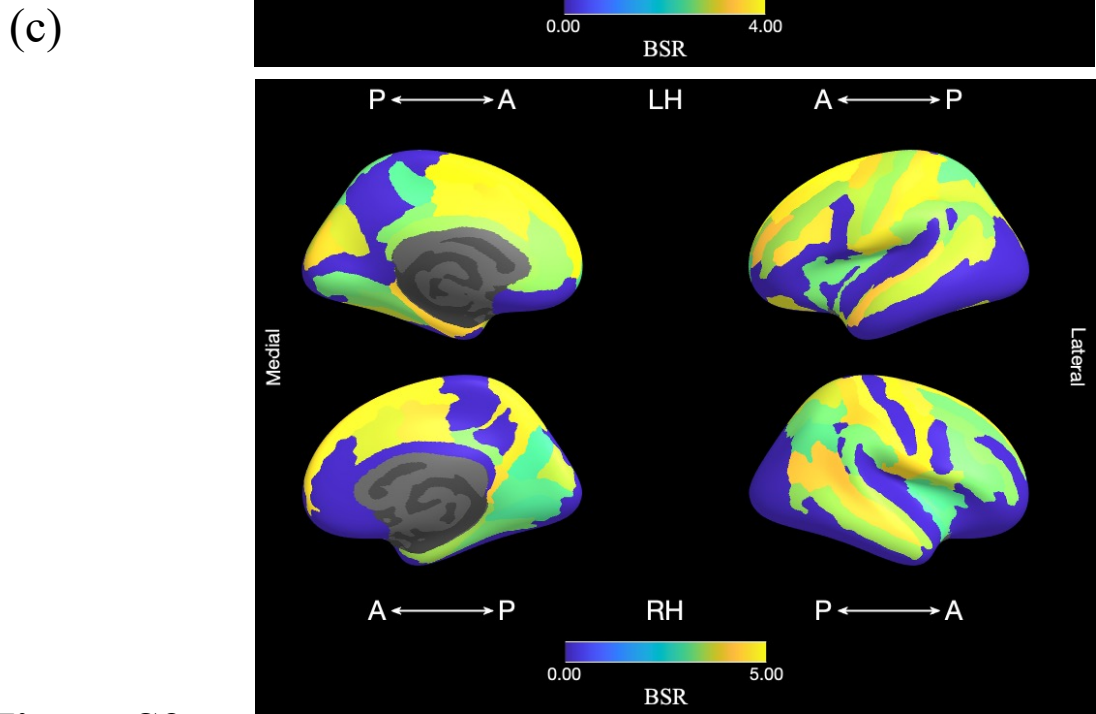 (c)
0.00 4.00
BSR
P A LH A P
Medial
Lateral
A P RH P A
0.00 5.00
BSR